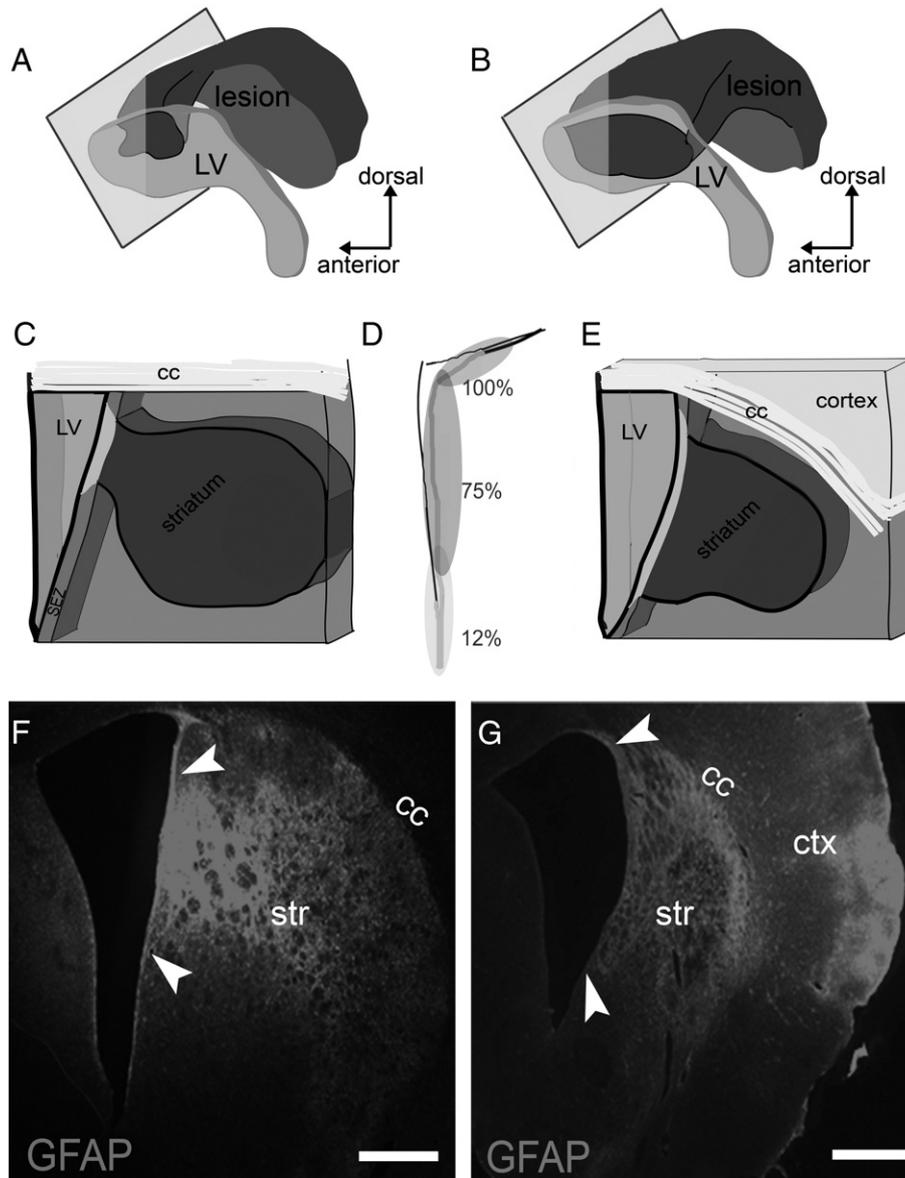 A
lesion
LV
dorsal
anterior
B
lesion
LV
dorsal
anterior
C
cc
LV
striatum
SEZ
D
100%
75%
12%
E
cc
cortex
LV
striatum
F
cc
str
GFAP
G
cc
ctx
str
GFAP